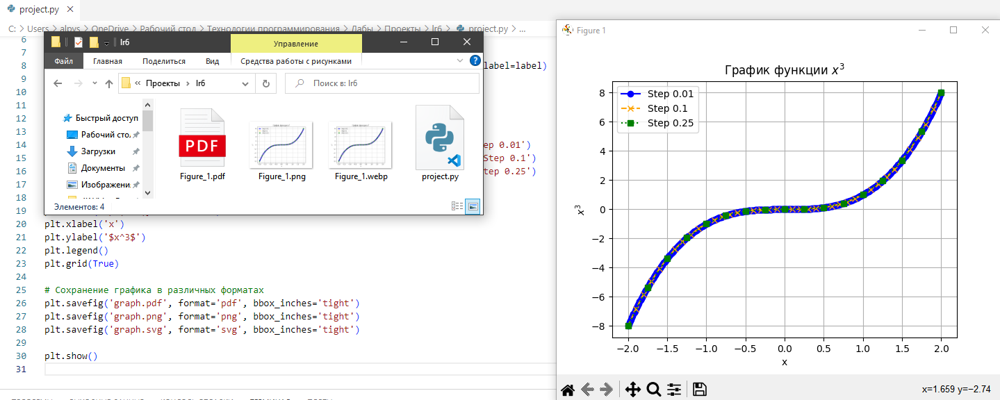 project.py
C: > Users > alpys > OneDrive > Рабочий стол > Технологии программирования > Лабы > Проекты > lr6 > project.py > ...
6
7
8 label=label)
9
10
11
12
13
14 ep 0.01')
15 Step 0.1')
16 tep 0.25')
17
18
19
20 plt.xlabel('x')
21 plt.ylabel('$x^3$')
22 plt.legend()
23 plt.grid(True)
24
25 # Сохранение графика в различных форматах
26 plt.savefig('graph.pdf', format='pdf', bbox_inches='tight')
27 plt.savefig('graph.png', format='png', bbox_inches='tight')
28 plt.savefig('graph.svg', format='svg', bbox_inches='tight')
29
30 plt.show()
31
lr6
Управление
Файл Главная Поделиться Вид Средства работы с рисунками
« Проекты > lr6
Поиск в: lr6
Быстрый доступ
Рабочий сто.
Загрузки
Документы
Изображени.
PDF
Figure_1.pdf Figure_1.png Figure_1.webp project.py
Элементов: 4
Figure 1
График функции x³
Step 0.01
Step 0.1
Step 0.25
8
6
4
2
0
−2
−4
−6
−8
x³
−2.0 −1.5 −1.0 −0.5 0.0 0.5 1.0 1.5 2.0
x
x=1.659 y=−2.74